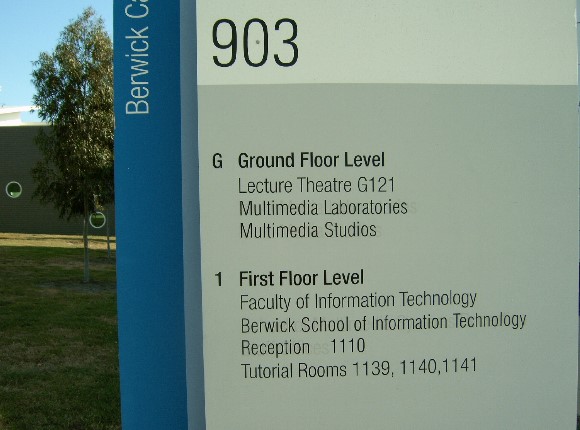 Berwick
903
G Ground Floor Level
Lecture Theatre G121
Multimedia Laboratories
Multimedia Studios
1 First Floor Level
Faculty of Information Technology
Berwick School of Information Technology
Reception 1110
Tutorial Rooms 1139, 1140,1141